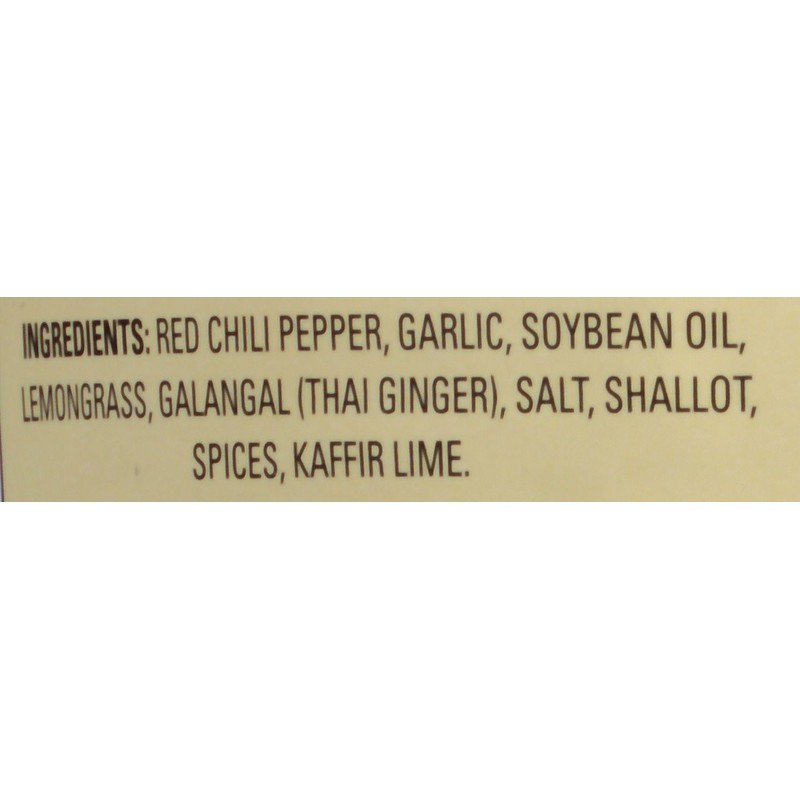 INGREDIENTS: RED CHILI PEPPER, GARLIC, SOYBEAN OIL,
LEMONGRASS, GALANGAL (THAI GINGER), SALT, SHALLOT,
SPICES, KAFFIR LIME.